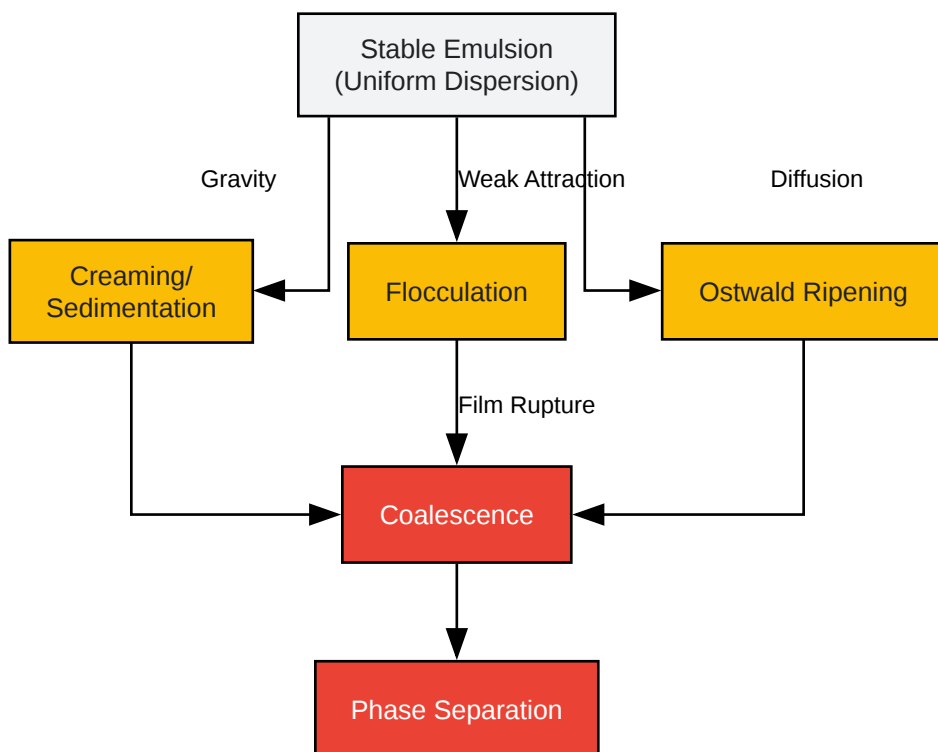 Stable Emulsion
(Uniform Dispersion)
Gravity
Weak Attraction
Diffusion
Creaming/
Sedimentation
Flocculation
Ostwald Ripening
Film Rupture
Coalescence
Phase Separation